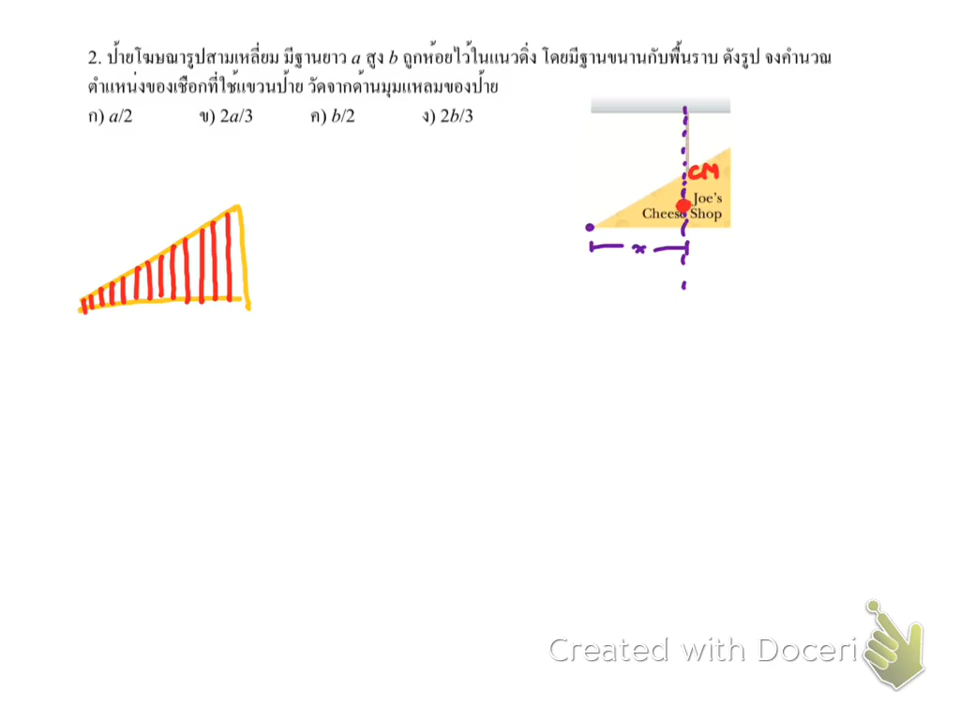 2. ป้ายโฆษณารูปสามเหลี่ยม มีฐานยาว a สูง b ถูกห้อยไว้ในแนวดิ่ง โดยมีฐานขนานกับพื้นราบ ดังรูป จงคำนวณ
ตำแหน่งของเชือกที่ใช้แขวนป้าย วัดจากด้านมุมแหลมของป้าย
ก) a/2 ข) 2a/3 ค) b/2 ง) 2b/3
CM
Joe's
Cheese Shop
x
Created with Doceri